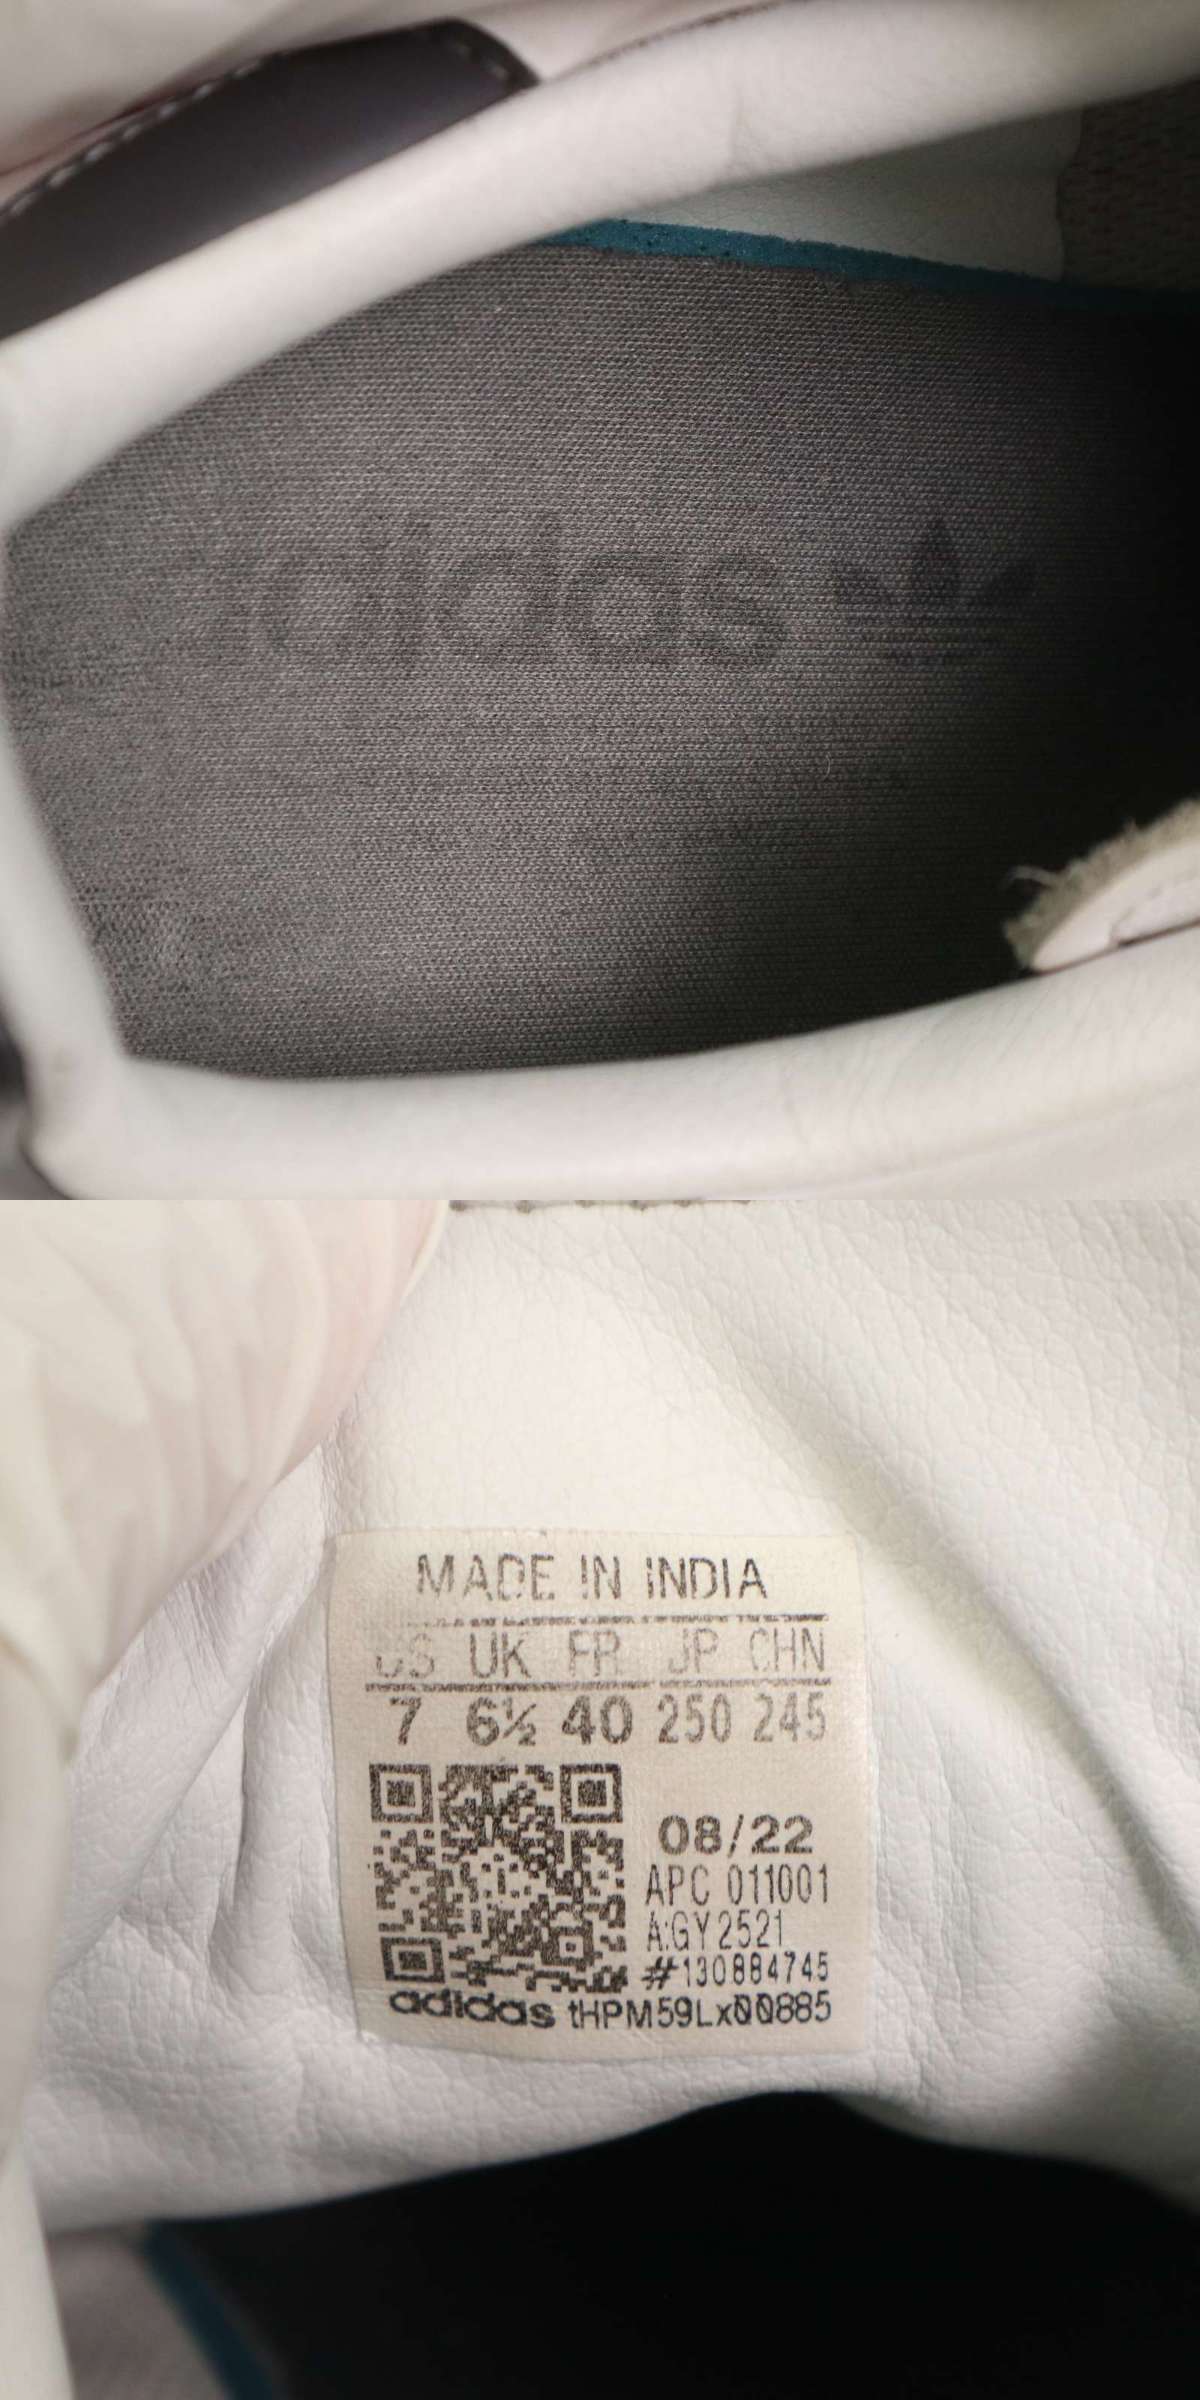 adidas
MADE IN INDIA
US UK FR JP CHN
7 6½ 40 250 245
08/22
APC 011001
A:GY2521
#130884745
adidas tHPM59Lx00885